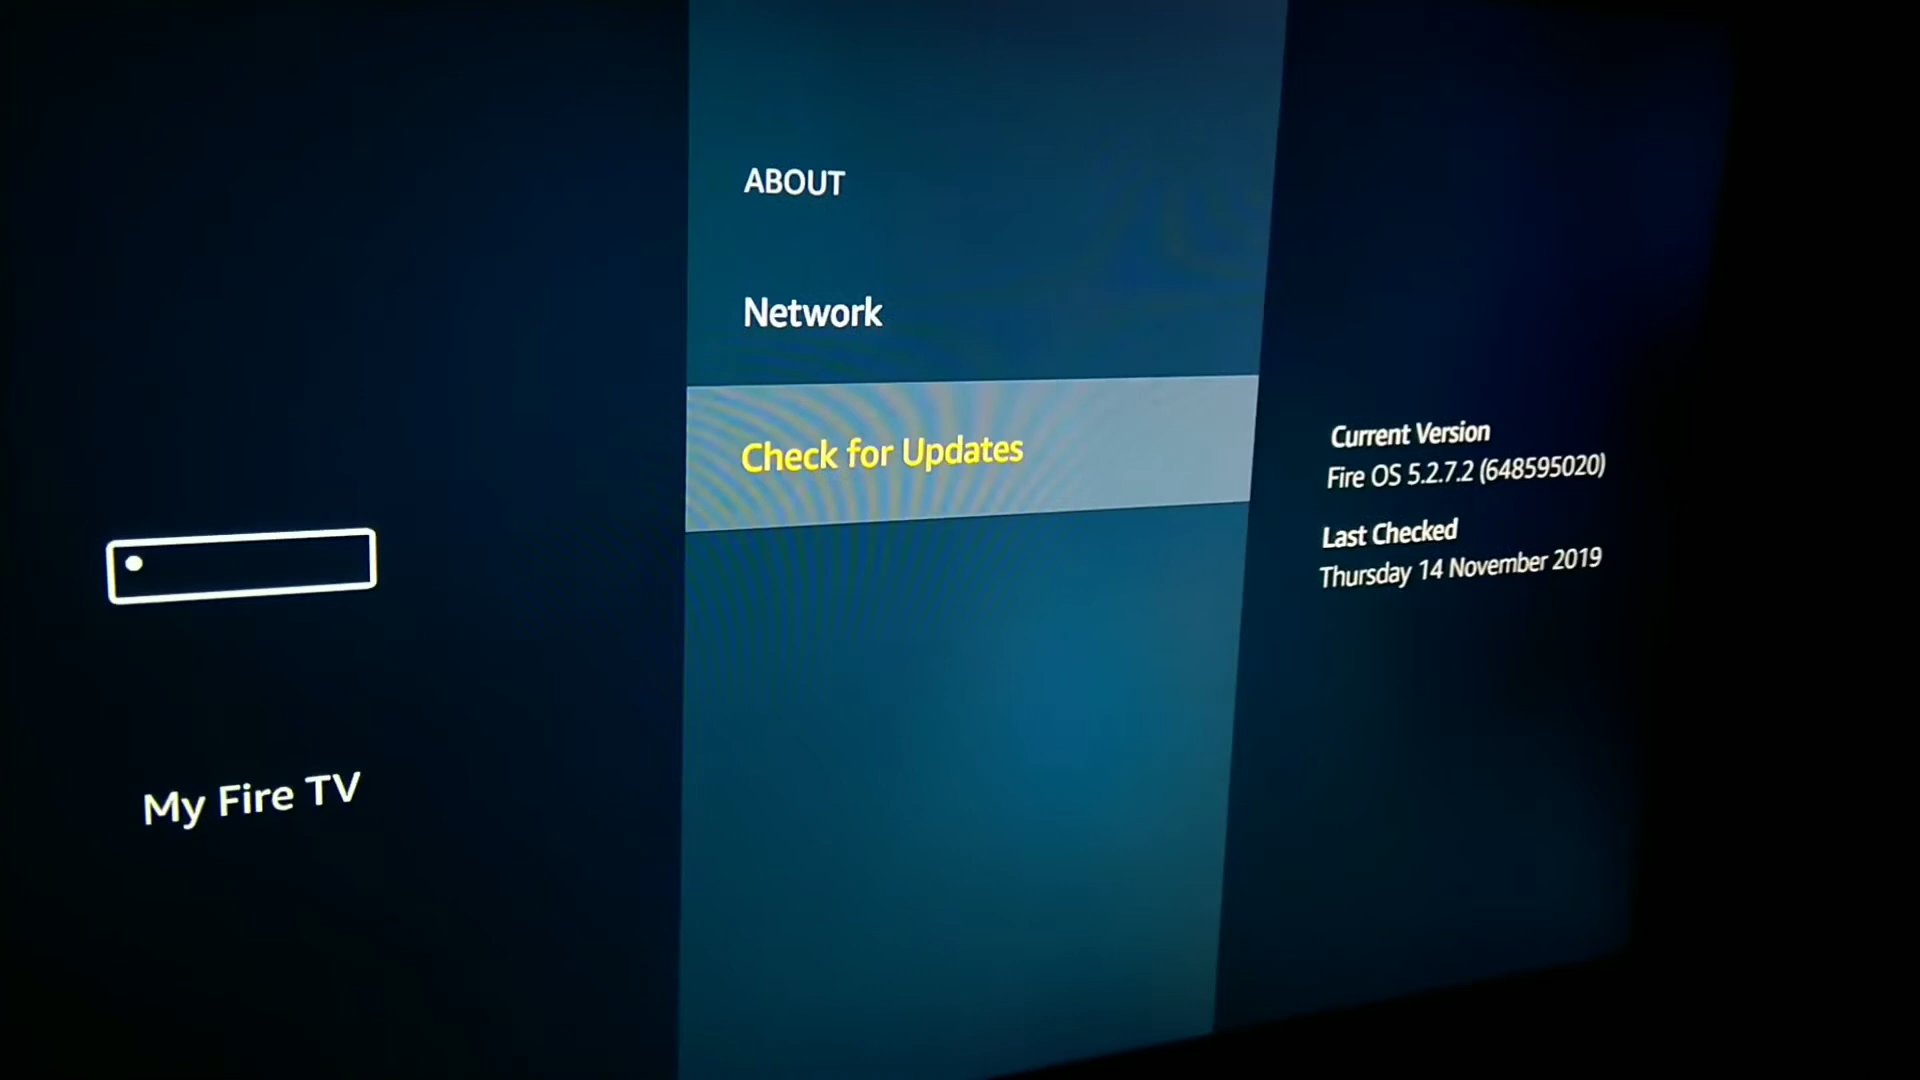 ABOUT
Network
Check for Updates
Current Version
Fire OS 5.2.7.2 (648595020)
Last Checked
Thursday 14 November 2019
My Fire TV